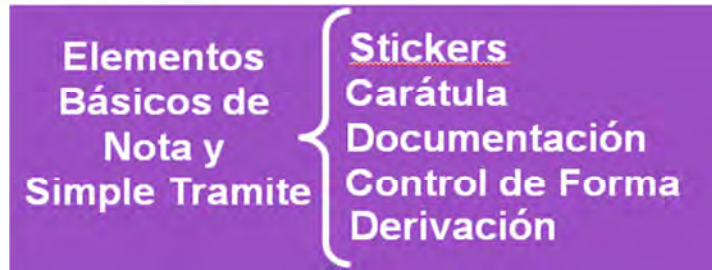 Elementos
Básicos de
Nota y
Simple Tramite
Stickers
Carátula
Documentación
Control de Forma
Derivación